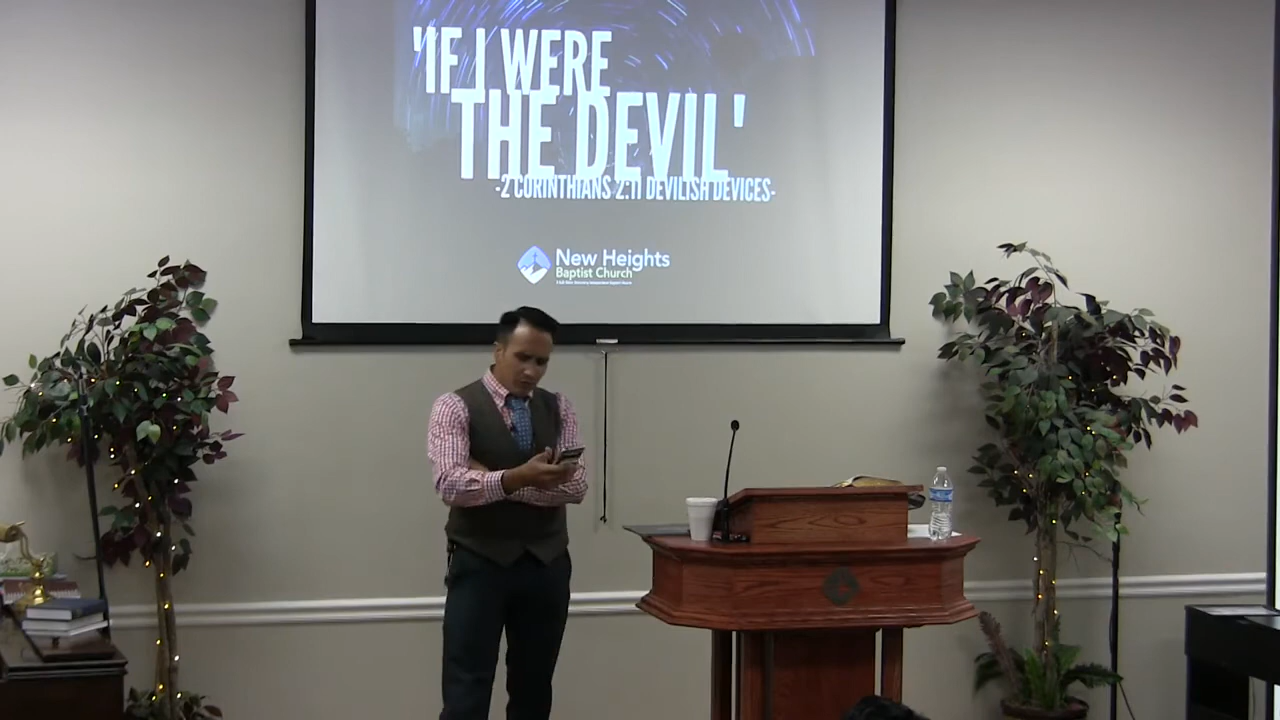 'IF I WERE
THE DEVIL'
-2 CORINTHIANS 2:11 DEVILISH DEVICES-
New Heights
Baptist Church